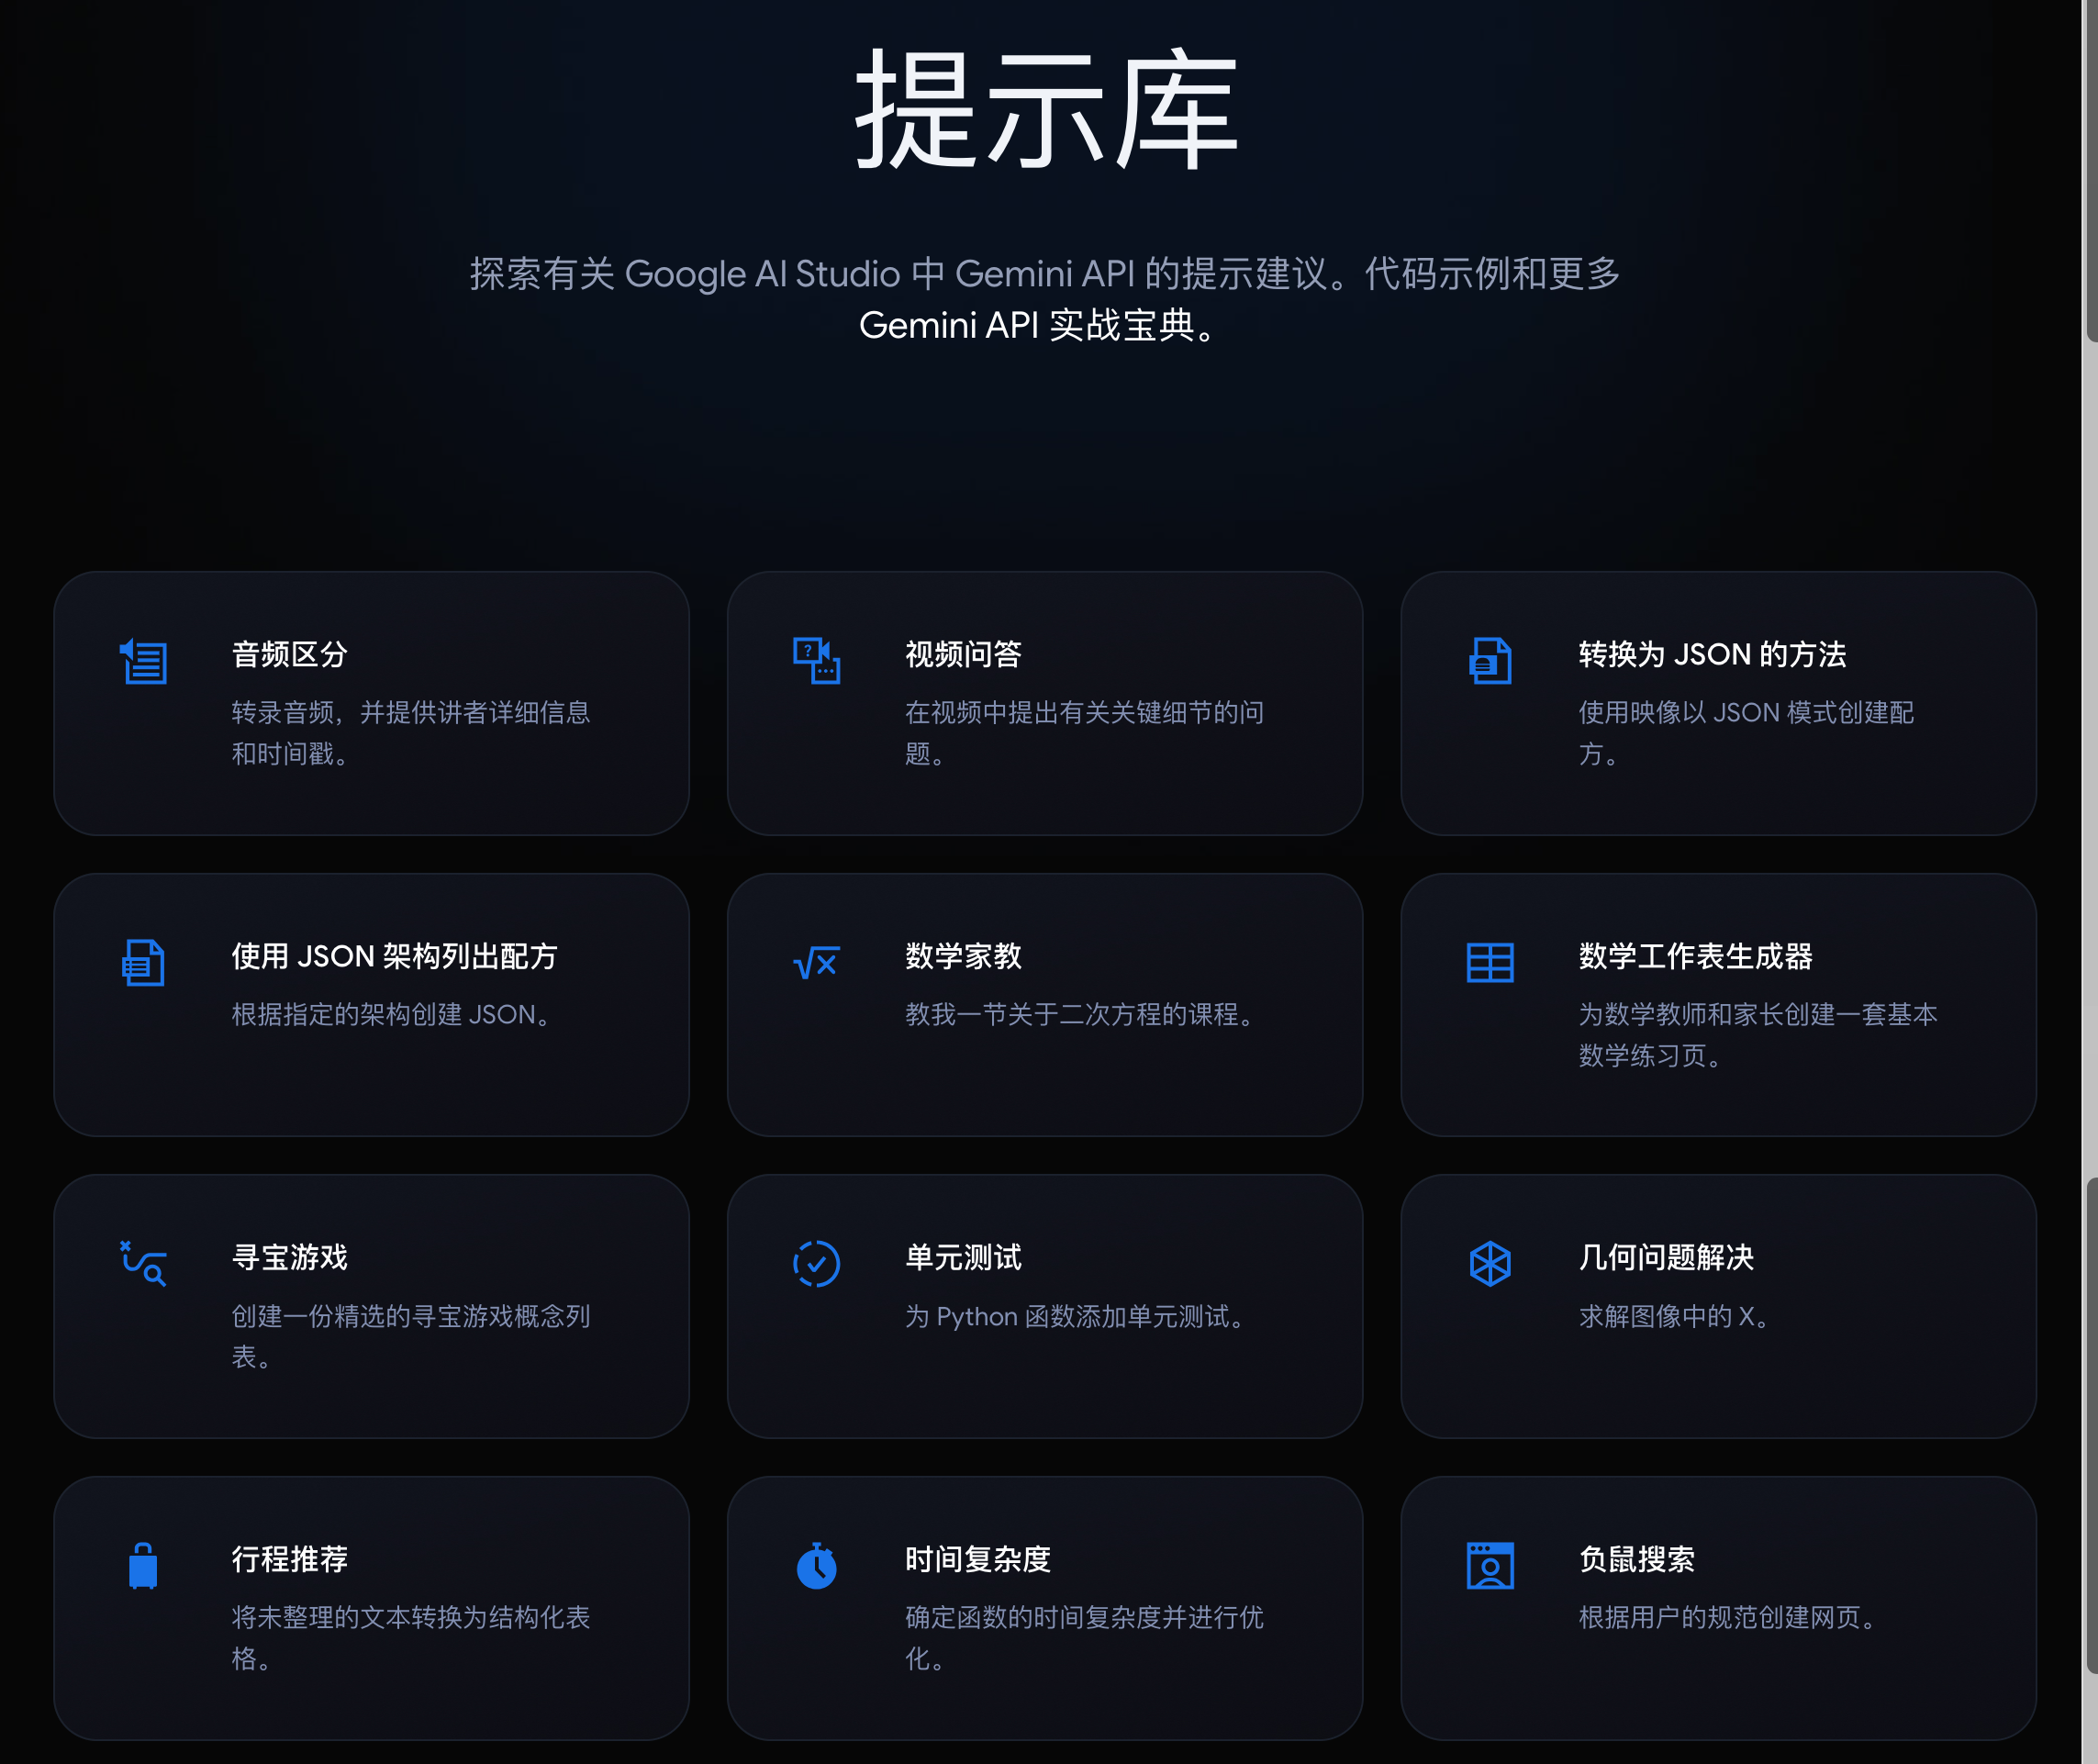 提示库
探索有关 Google AI Studio 中 Gemini API 的提示建议。代码示例和更多
Gemini API 实战宝典。
音频区分
转录音频，并提供讲者详细信息
和时间戳。
视频问答
在视频中提出有关关键细节的问
题。
转换为 JSON 的方法
使用映像以 JSON 模式创建配
方。
使用 JSON 架构列出配方
根据指定的架构创建 JSON。
数学家教
教我一节关于二次方程的课程。
数学工作表生成器
为数学教师和家长创建一套基本
数学练习页。
寻宝游戏
创建一份精选的寻宝游戏概念列
表。
单元测试
为 Python 函数添加单元测试。
几何问题解决
求解图像中的 X。
行程推荐
将未整理的文本转换为结构化表
格。
时间复杂度
确定函数的时间复杂度并进行优
化。
负鼠搜索
根据用户的规范创建网页。